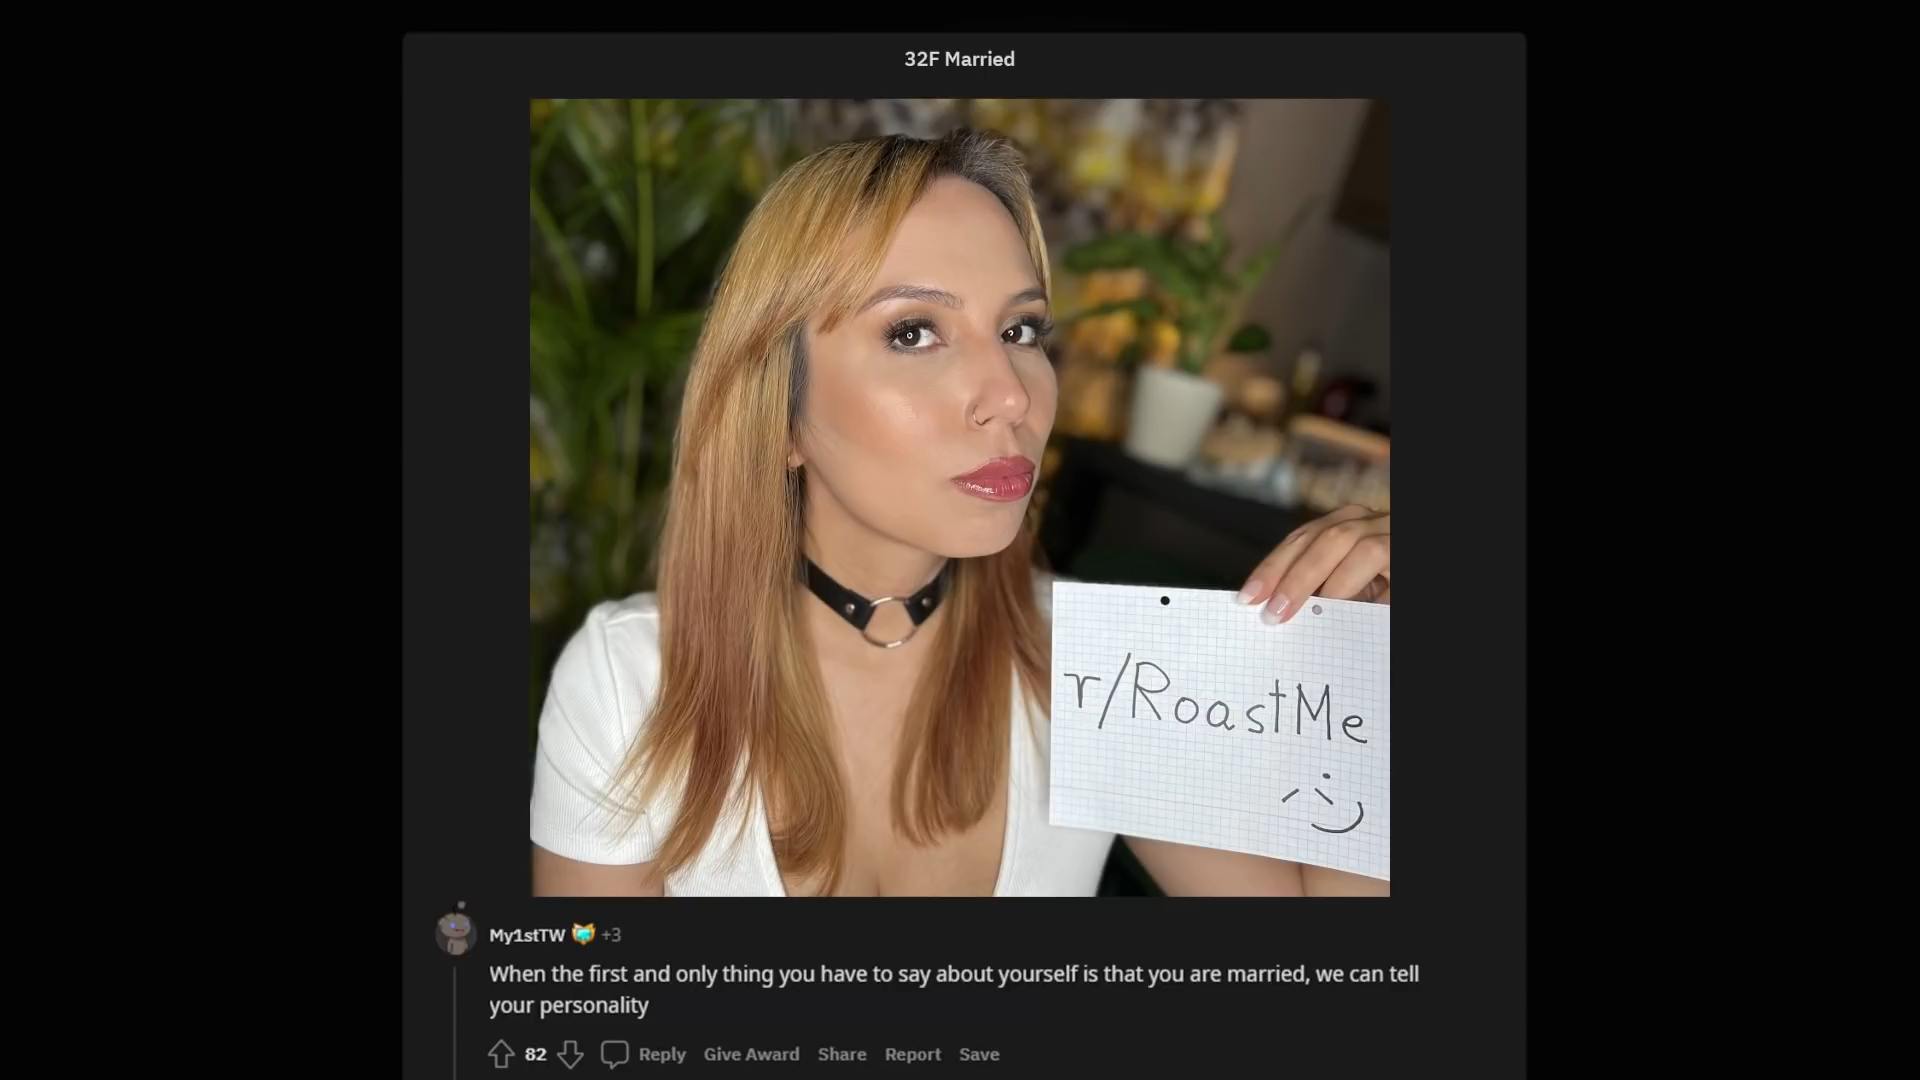 32F Married
r/RoastMe
My1stTW +3
When the first and only thing you have to say about yourself is that you are married, we can tell
your personality
82 Reply Give Award Share Report Save